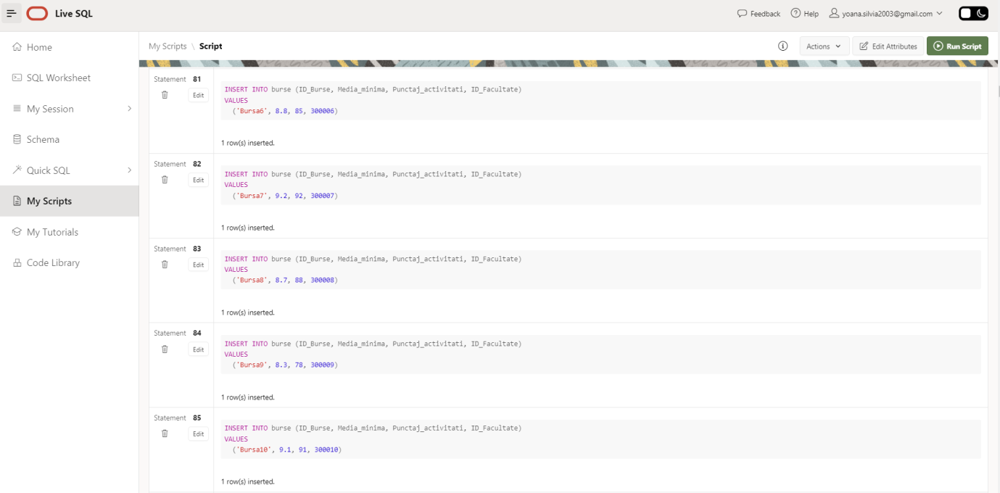 Live SQL
Feedback
Help
yoana.silvia2003@gmail.com
Home
SQL Worksheet
My Session
Schema
Quick SQL
My Scripts
My Tutorials
Code Library
My Scripts \ Script
Actions
Edit Attributes
Run Script
Statement 81
Edit
INSERT INTO burse (ID_Burse, Media_minima, Punctaj_activitati, ID_Facultate)
VALUES
('Bursa6', 8.8, 85, 300006)
1 row(s) inserted.
Statement 82
Edit
INSERT INTO burse (ID_Burse, Media_minima, Punctaj_activitati, ID_Facultate)
VALUES
('Bursa7', 9.2, 92, 300007)
1 row(s) inserted.
Statement 83
Edit
INSERT INTO burse (ID_Burse, Media_minima, Punctaj_activitati, ID_Facultate)
VALUES
('Bursa8', 8.7, 88, 300008)
1 row(s) inserted.
Statement 84
Edit
INSERT INTO burse (ID_Burse, Media_minima, Punctaj_activitati, ID_Facultate)
VALUES
('Bursa9', 8.3, 78, 300009)
1 row(s) inserted.
Statement 85
Edit
INSERT INTO burse (ID_Burse, Media_minima, Punctaj_activitati, ID_Facultate)
VALUES
('Bursa10', 9.1, 91, 300010)
1 row(s) inserted.